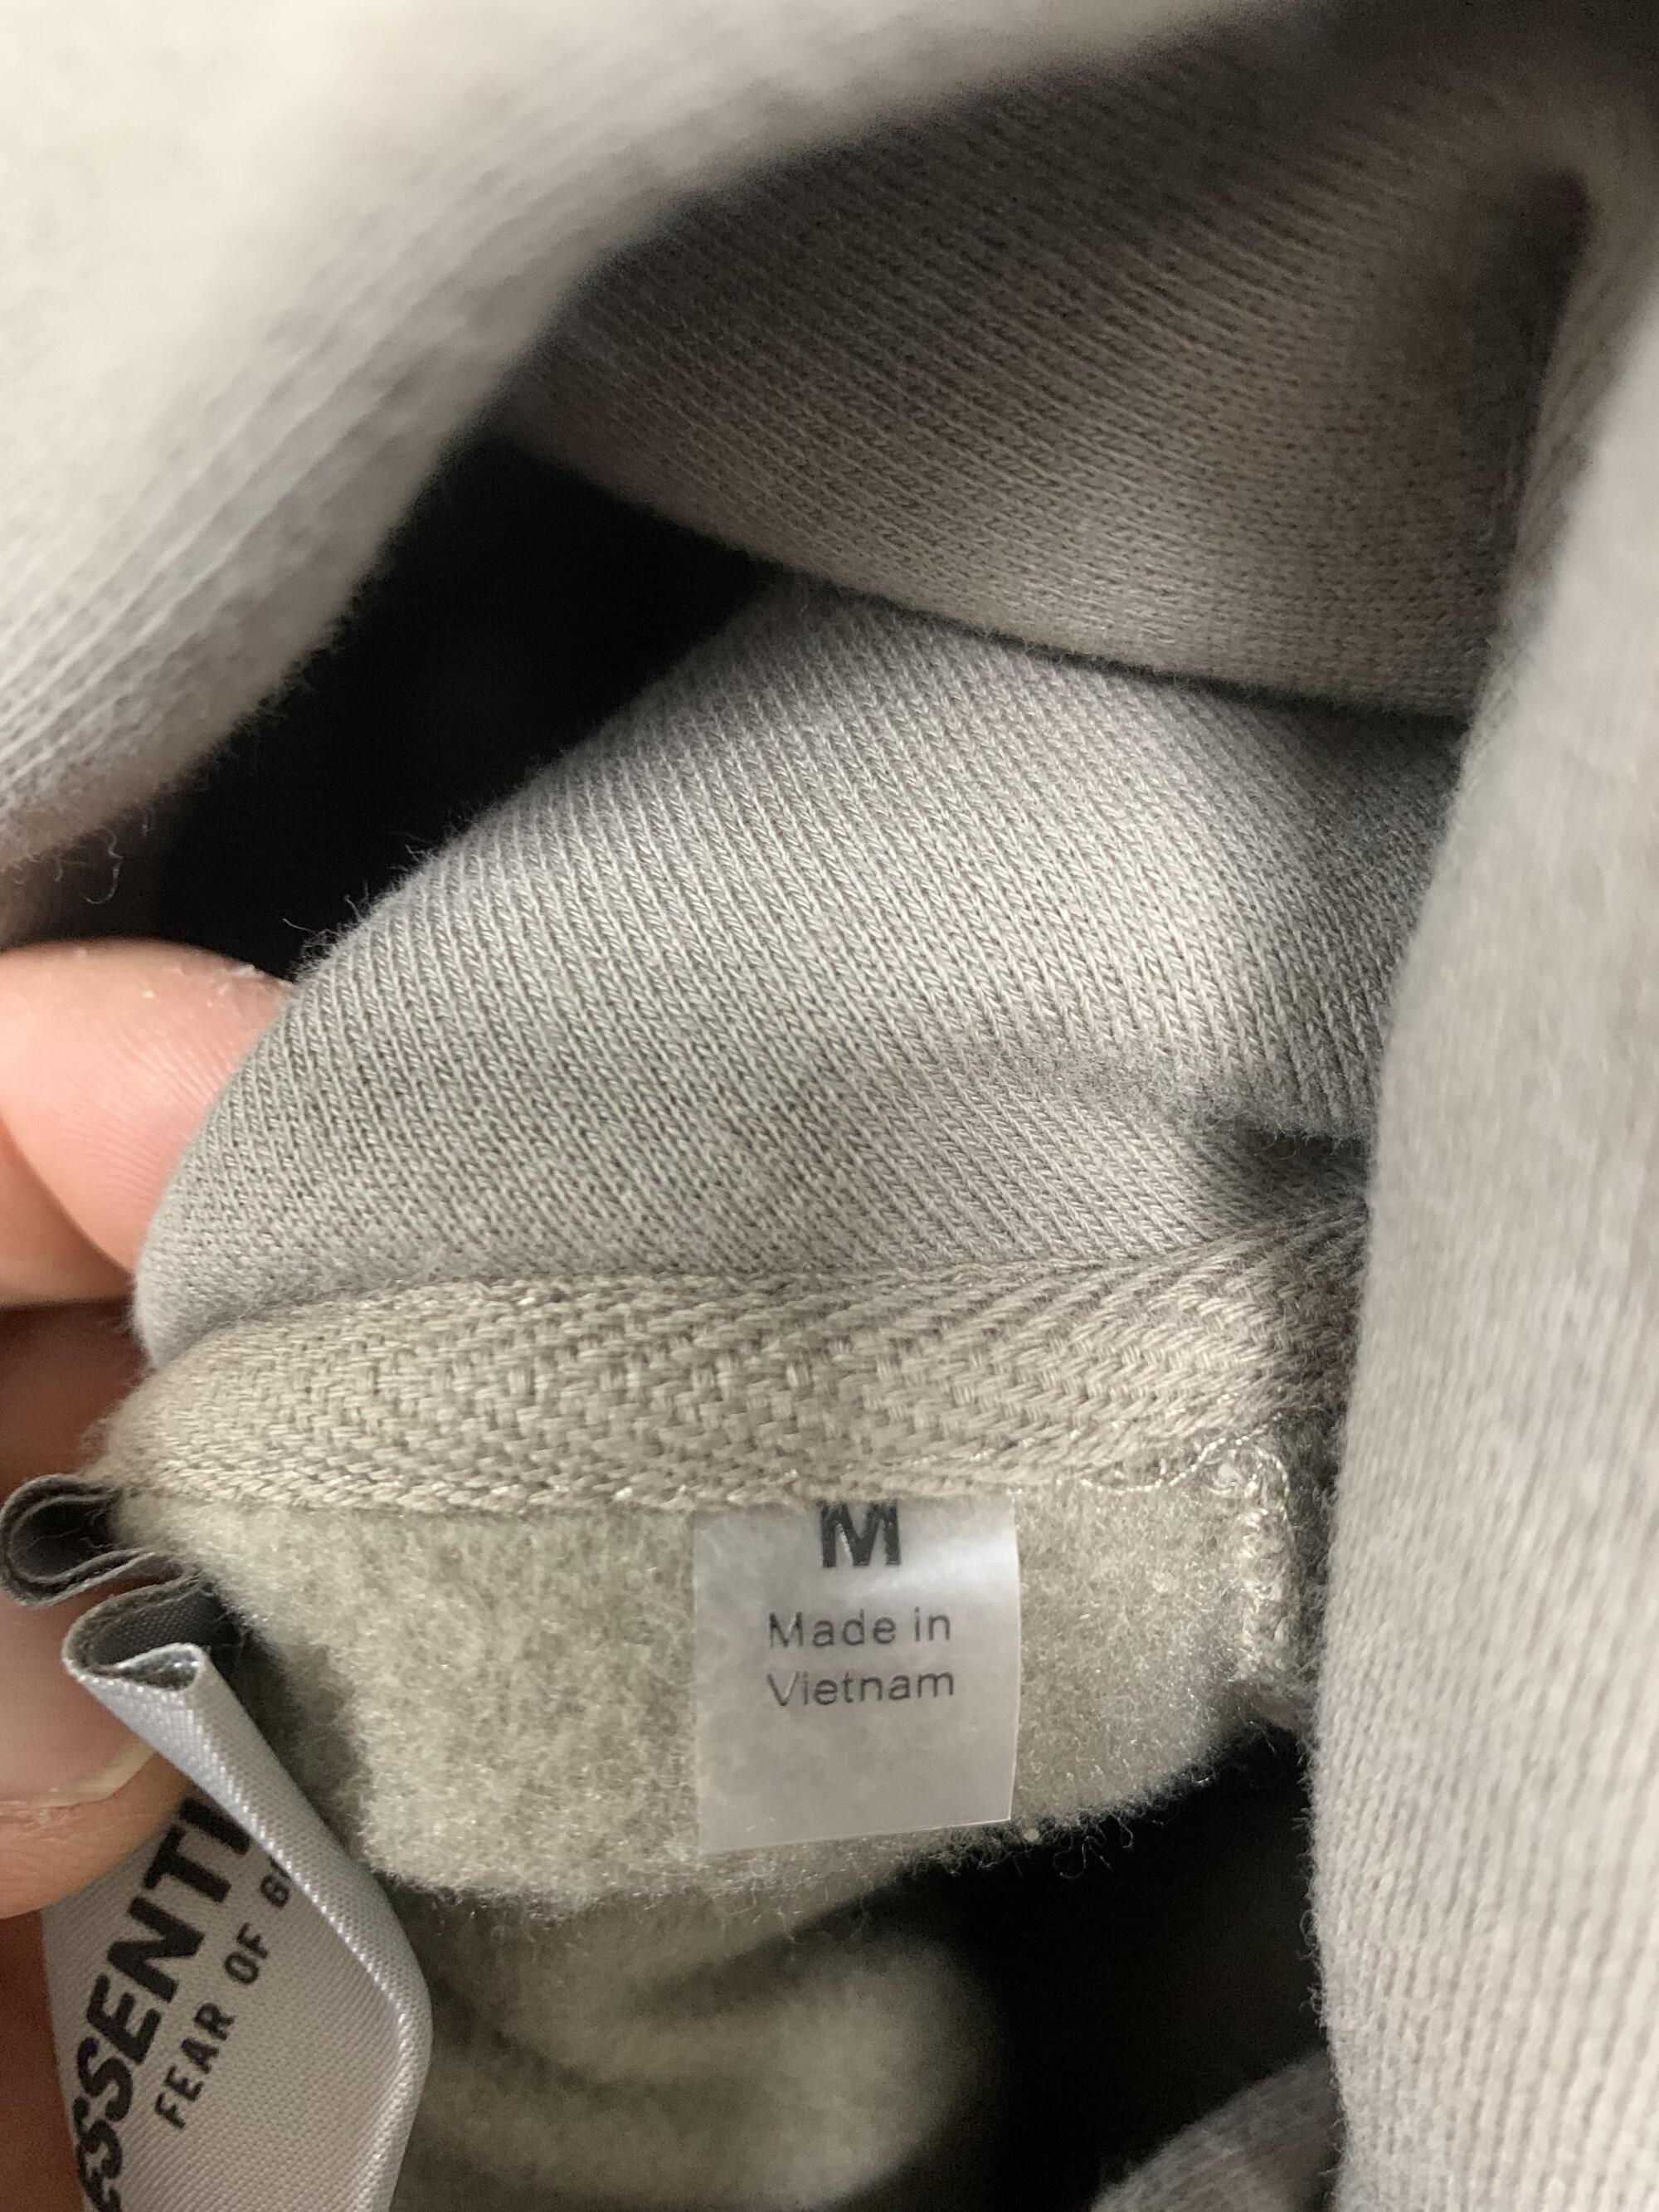 M
Made in
Vietnam
ESSENTI
FEAR OF G